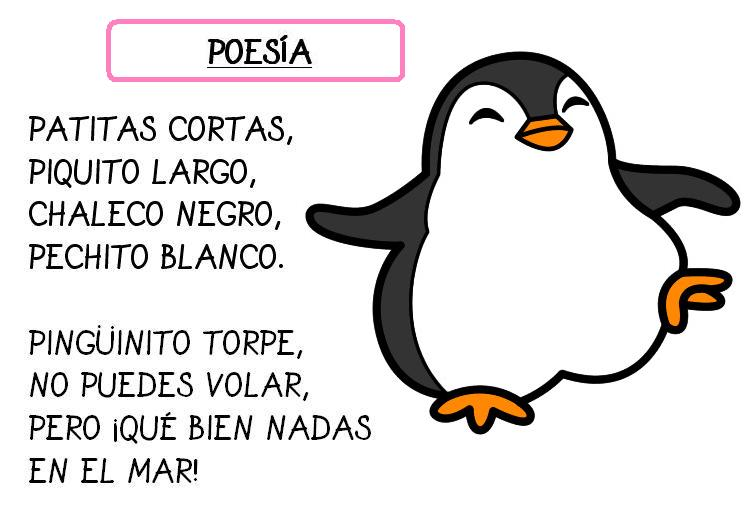 POESÍA
PATITAS CORTAS,
PIQUITO LARGO,
CHALECO NEGRO,
PECHITO BLANCO.
PINGÜINITO TORPE,
NO PUEDES VOLAR,
PERO ¡QUÉ BIEN NADAS
EN EL MAR!